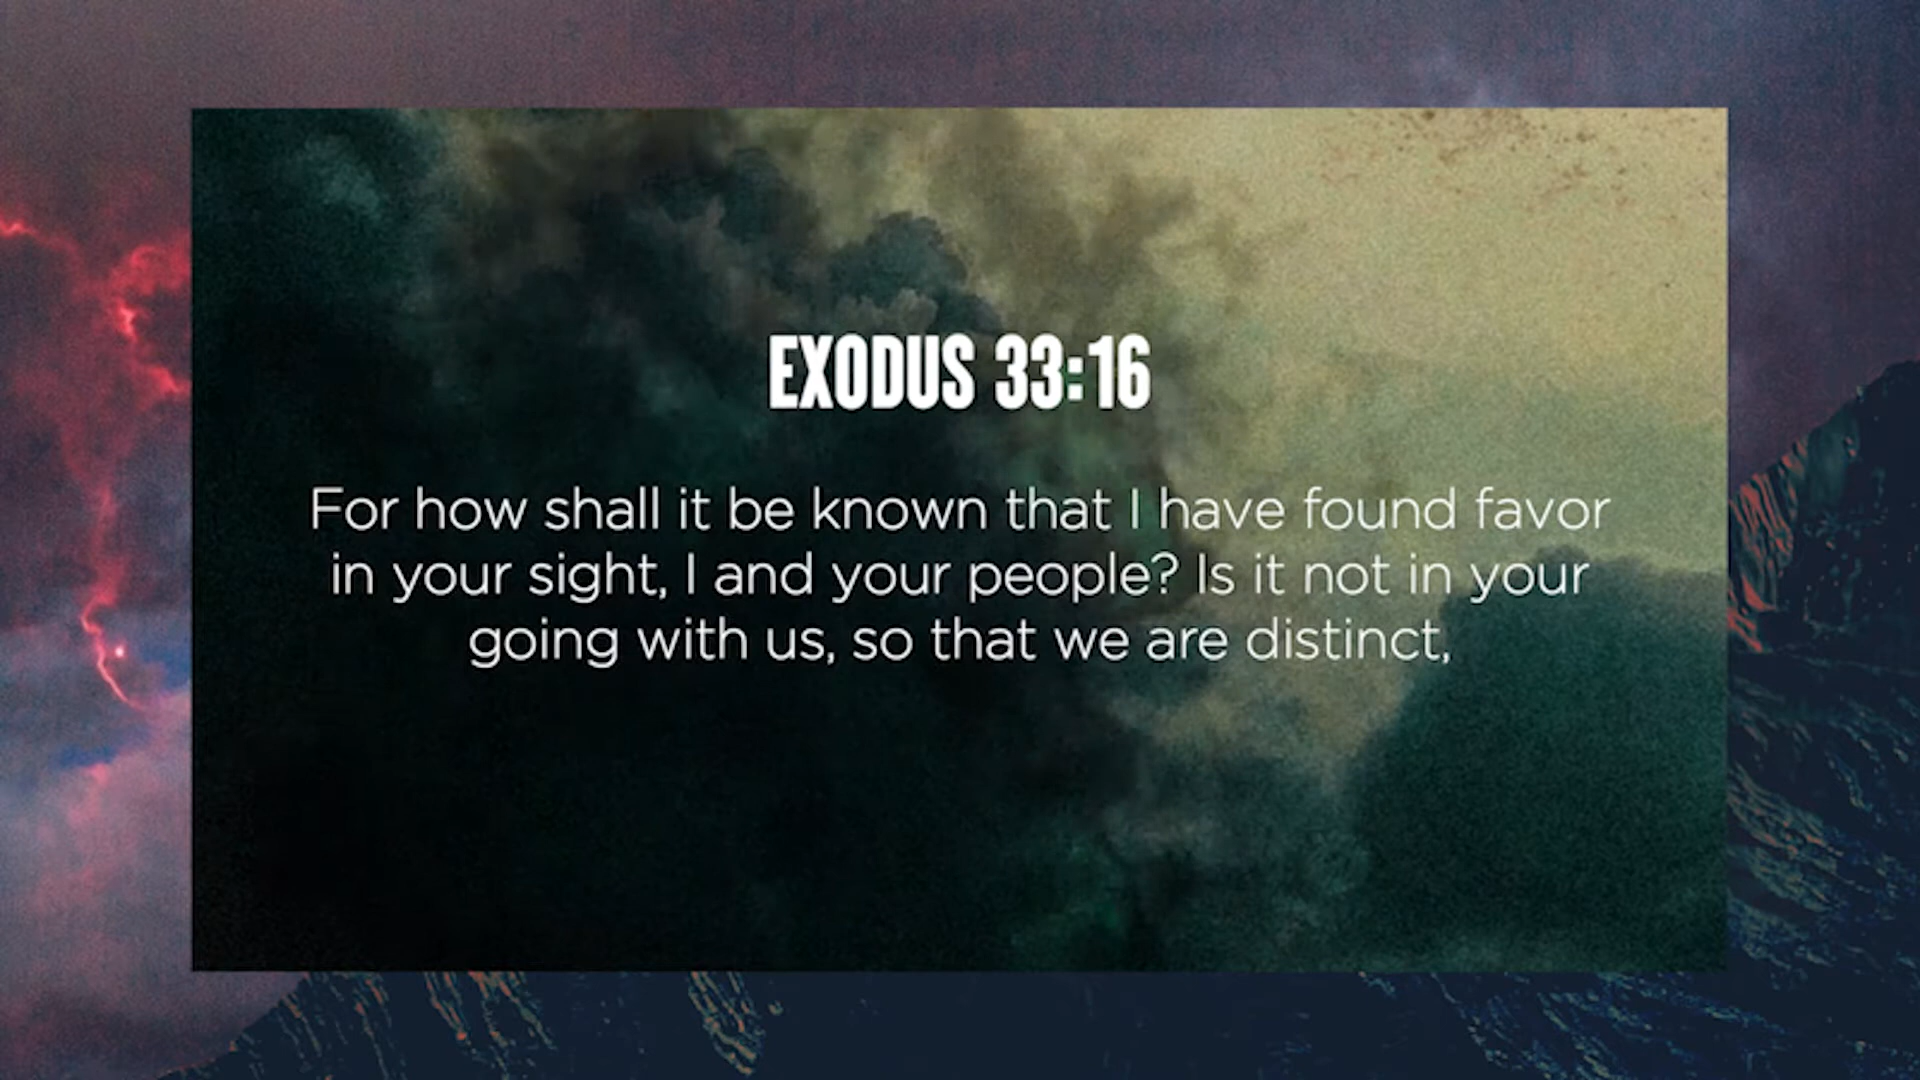 EXODUS 33:16
For how shall it be known that I have found favor
in your sight, I and your people? Is it not in your
going with us, so that we are distinct,